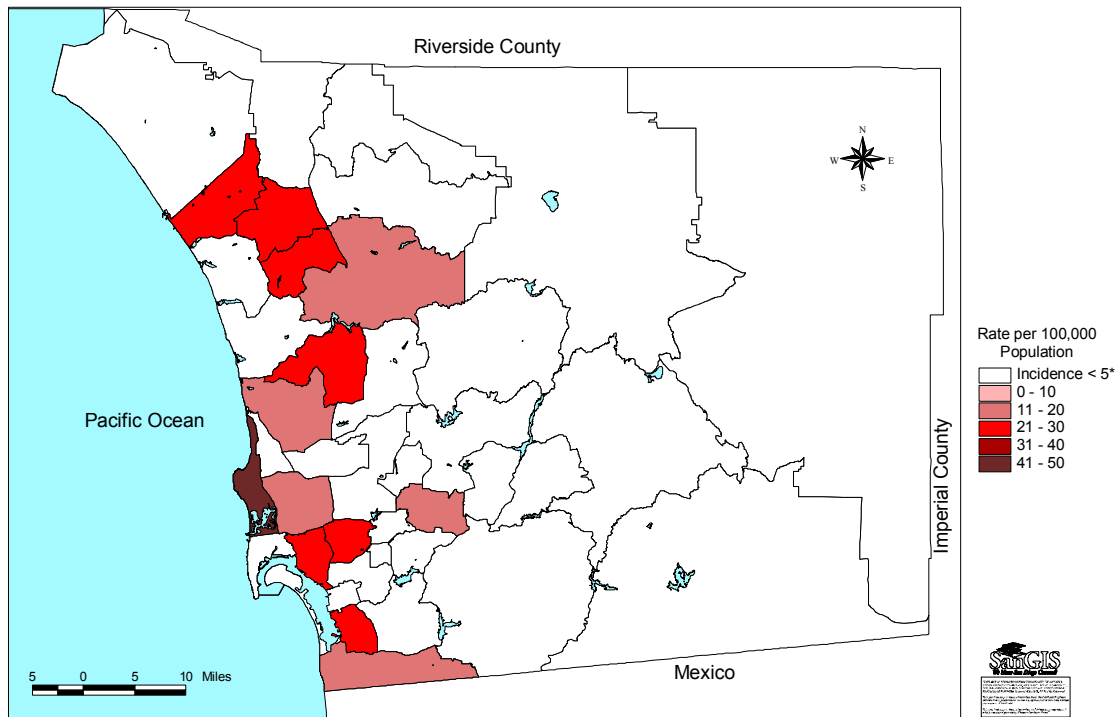 Riverside County
N
W E
S
Pacific Ocean
Imperial County
Mexico
5 0 5 10 Miles
Rate per 100,000
Population
Incidence < 5*
0 - 10
11 - 20
21 - 30
31 - 40
41 - 50
SanGIS